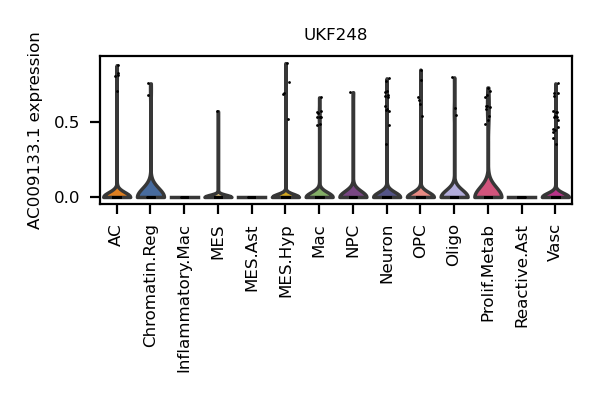 UKF248
AC009133.1 expression
0.5
0.0
AC
Chromatin.Reg
Inflammatory.Mac
MES
MES.Ast
MES.Hyp
Mac
NPC
Neuron
OPC
Oligo
Prolif.Metab
Reactive.Ast
Vasc